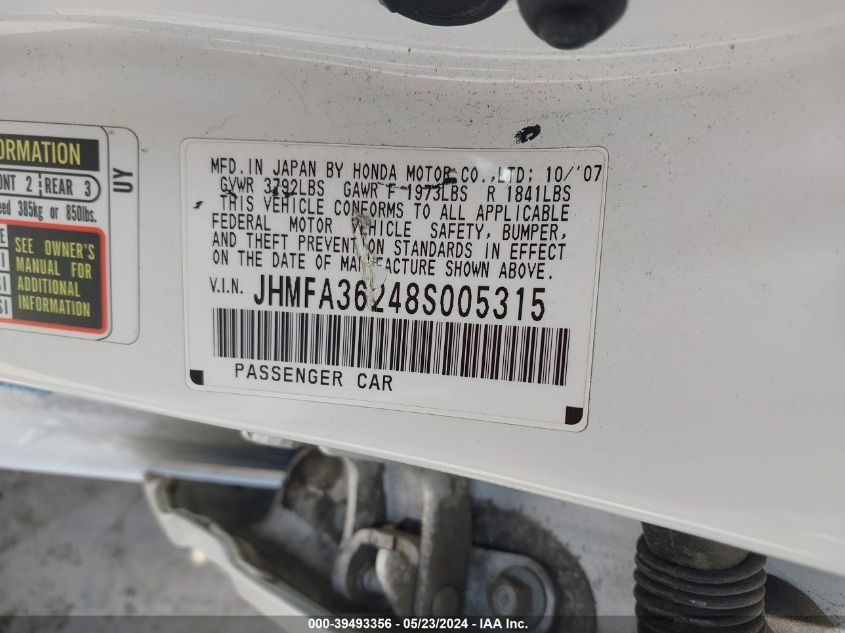 ORMATION
ONT 2 REAR 3
eed 385kg or 850lbs.
SEE OWNER'S
MANUAL FOR
ADDITIONAL
INFORMATION
UY
MFD.IN JAPAN BY HONDA MOTOR CO.,LTD; 10/'07
GVWR 3792LBS GAWR F 1973LBS R 1841LBS
THIS VEHICLE CONFORMS TO ALL APPLICABLE
FEDERAL MOTOR VEHICLE SAFETY, BUMPER,
AND THEFT PREVENTION STANDARDS IN EFFECT
ON THE DATE OF MANUFACTURE SHOWN ABOVE.
V.I.N. JHMFA36248S005315
PASSENGER CAR
000-39493356 / 05/23/2024 — IAA Inc.